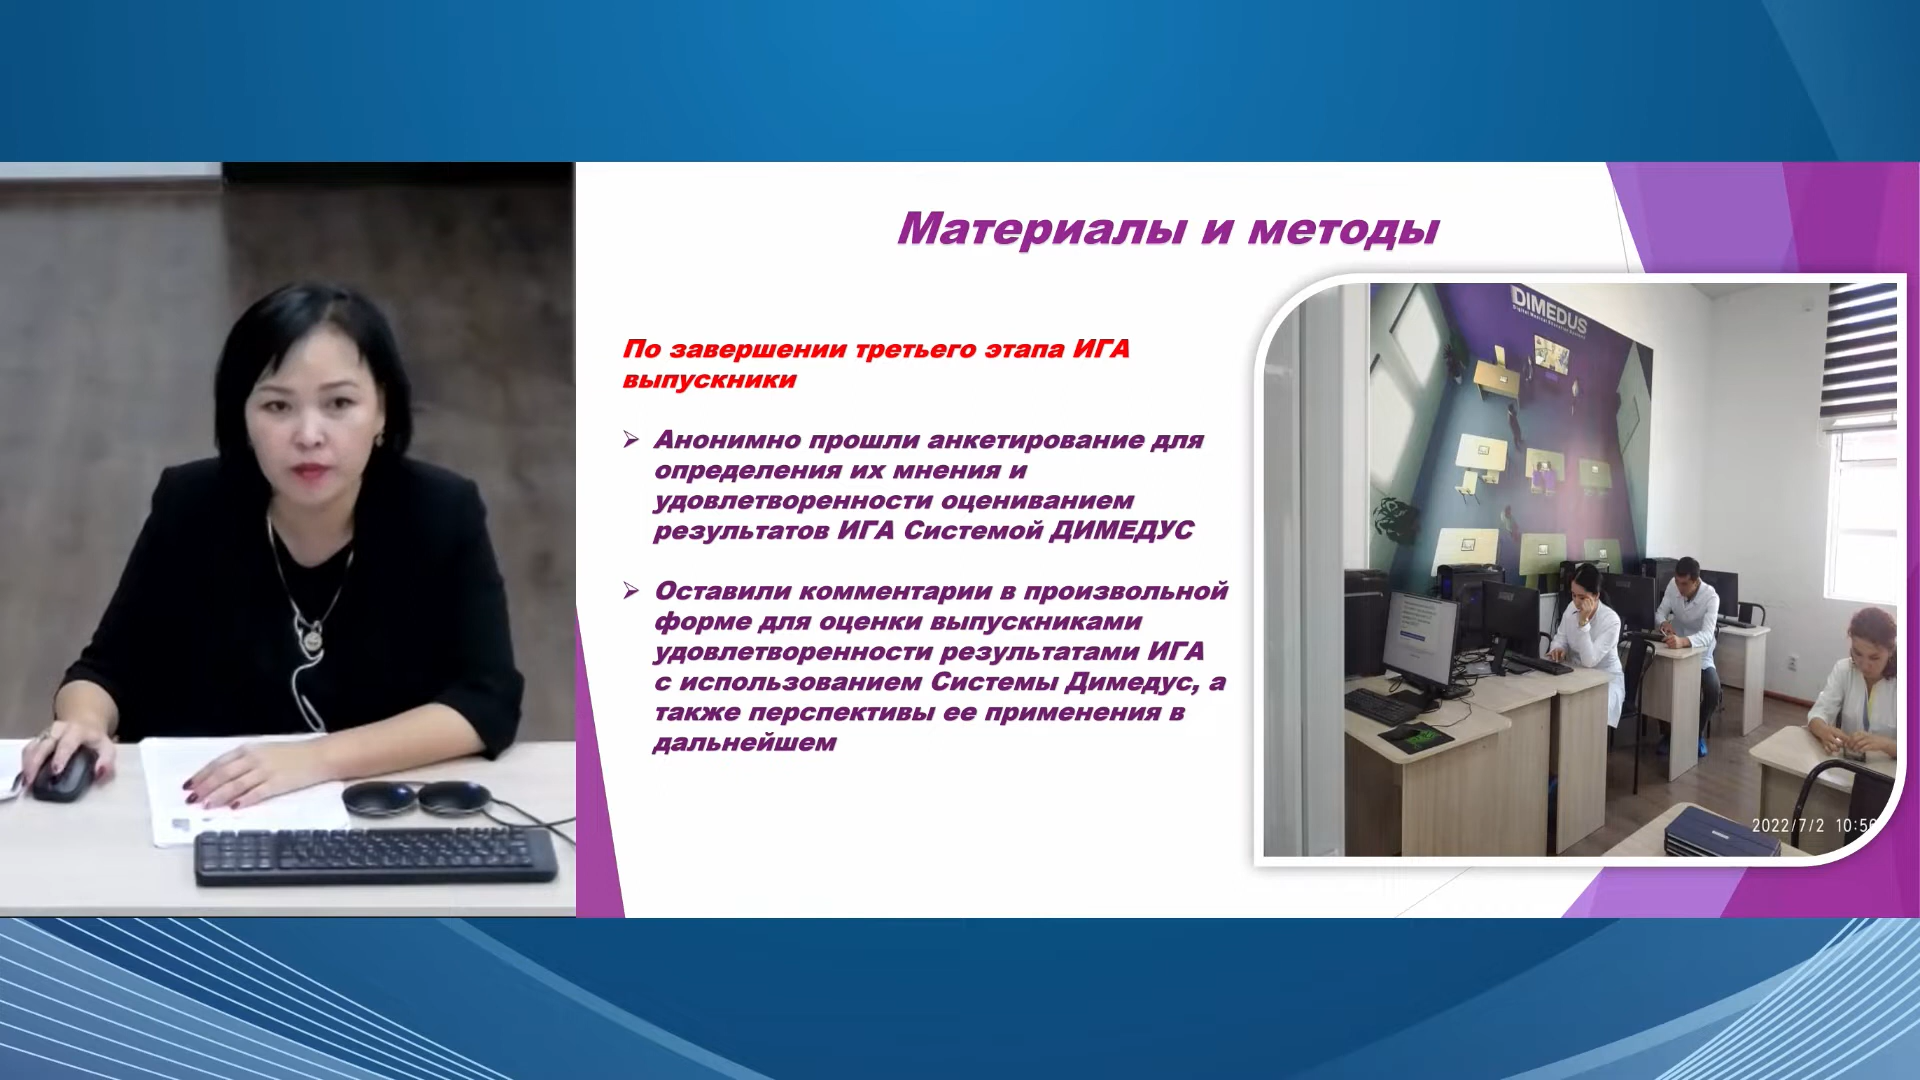 Материалы и методы
По завершении третьего этапа ИГА
выпускники
Анонимно прошли анкетирование для
определения их мнения и
удовлетворенности оцениванием
результатов ИГА Системой ДИМЕДУС
Оставили комментарии в произвольной
форме для оценки выпускниками
удовлетворенности результатами ИГА
с использованием Системы Димедус, а
также перспективы ее применения в
дальнейшем
DIMEDUS
2022/7/2 10:56